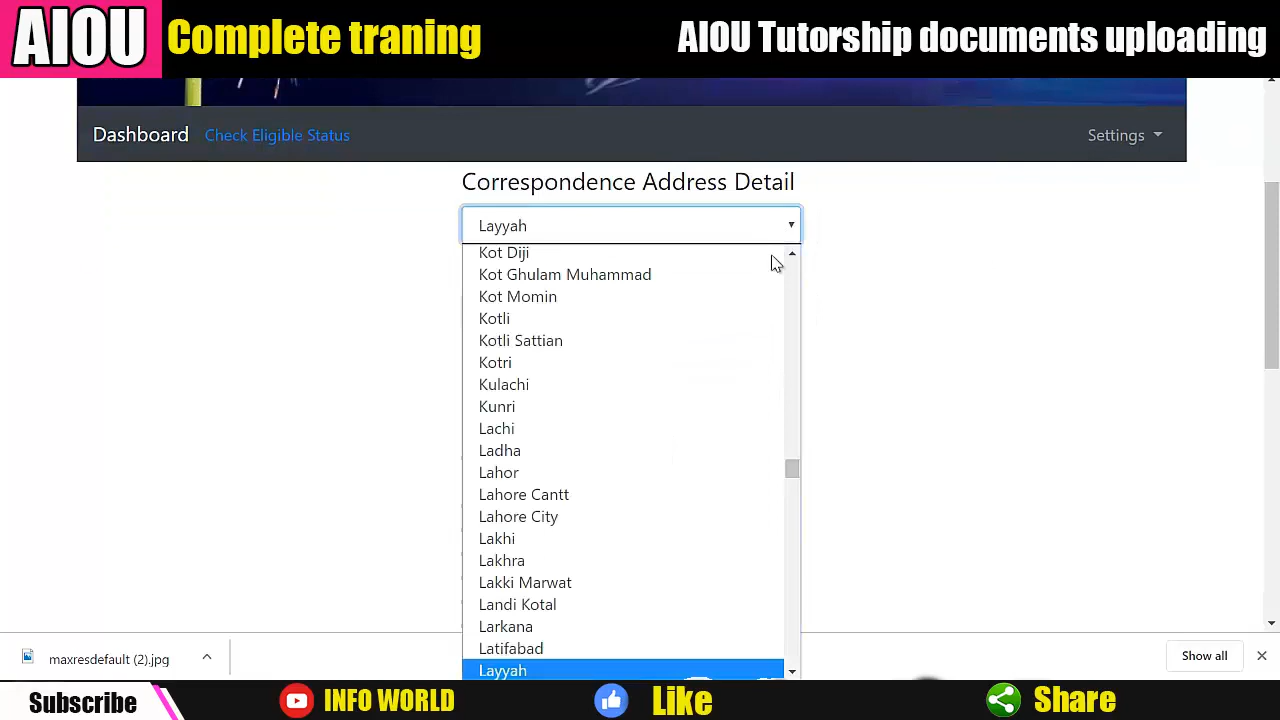 AIOU Complete traning AIOU Tutorship documents uploading
Dashboard Check Eligible Status Settings
Correspondence Address Detail
Layyah
Kot Diji
Kot Ghulam Muhammad
Kot Momin
Kotli
Kotli Sattian
Kotri
Kulachi
Kunri
Lachi
Ladha
Lahor
Lahore Cantt
Lahore City
Lakhi
Lakhra
Lakki Marwat
Landi Kotal
Larkana
Latifabad
Layyah
maxresdefault (2).jpg Show all
Subscribe INFO WORLD Like Share